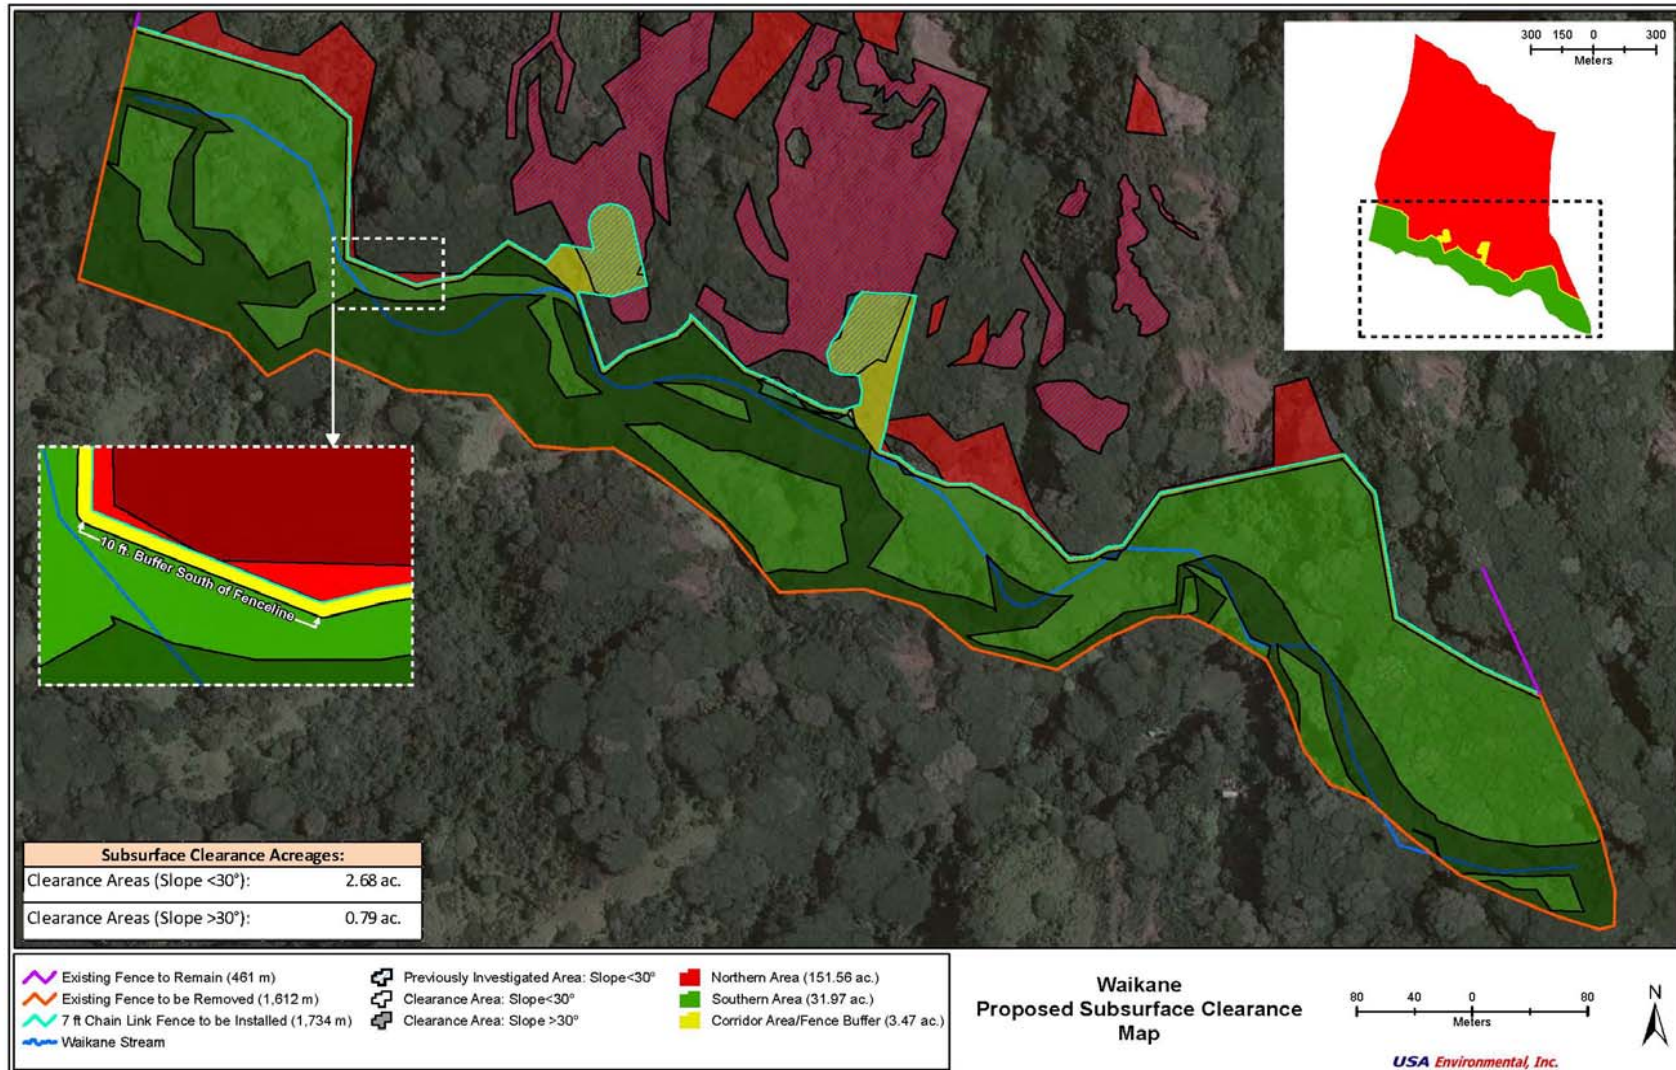 300 150 0 300
Meters
10 ft. Buffer South of Fenceline
Subsurface Clearance Acreages:
Clearance Areas (Slope <30°): 2.68 ac.
Clearance Areas (Slope >30°): 0.79 ac.
Existing Fence to Remain (461 m)
Existing Fence to be Removed (1,612 m)
7 ft Chain Link Fence to be Installed (1,734 m)
Waikane Stream
Previously Investigated Area: Slope<30°
Clearance Area: Slope<30°
Clearance Area: Slope >30°
Northern Area (151.56 ac.)
Southern Area (31.97 ac.)
Corridor Area/Fence Buffer (3.47 ac.)
Waikane
Proposed Subsurface Clearance
Map
80 40 0 80
Meters
N
USA Environmental, Inc.